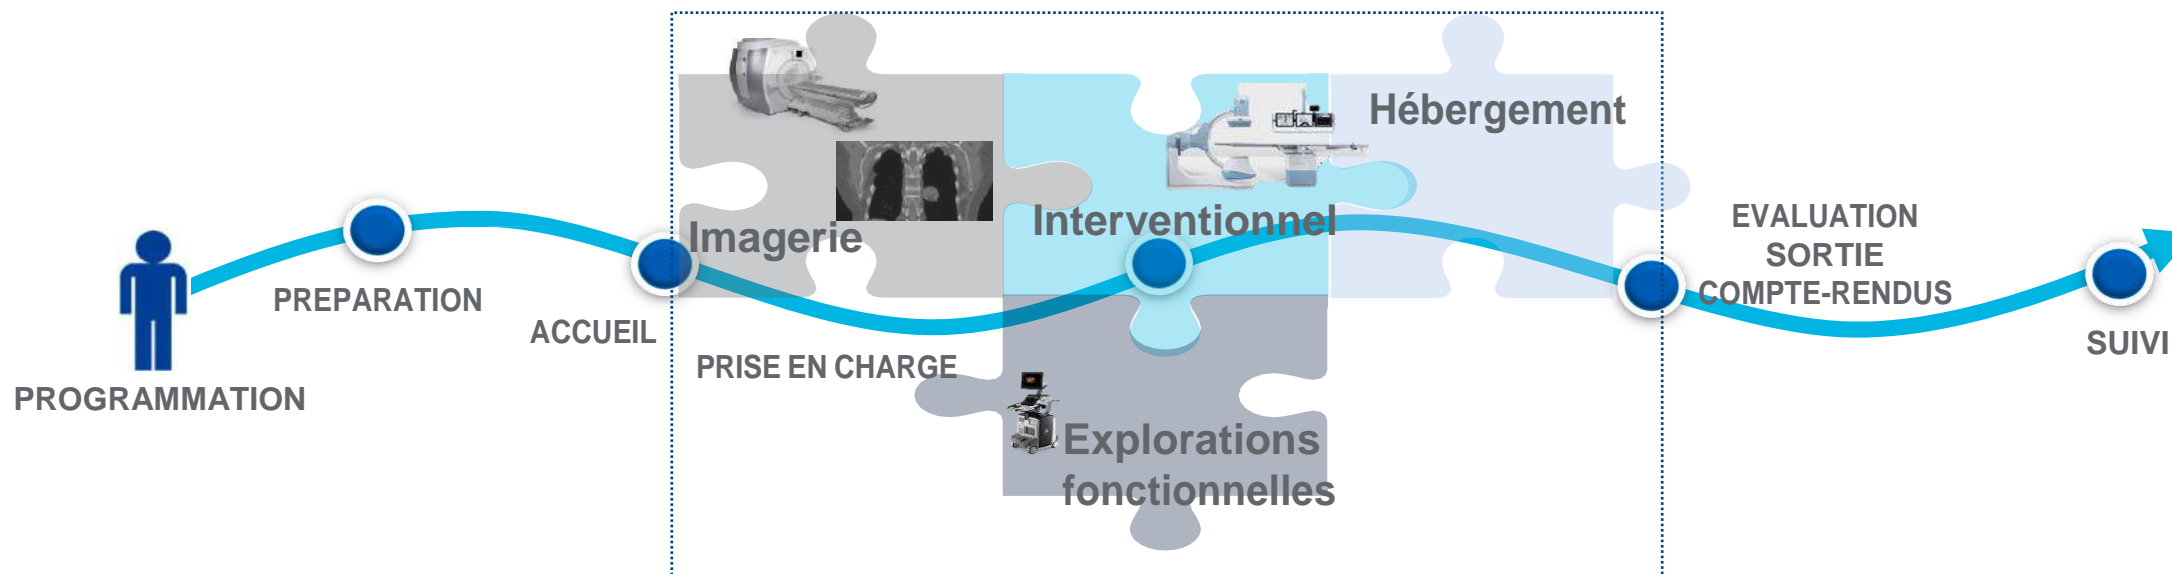 PROGRAMMATION
PREPARATION
ACCUEIL
PRISE EN CHARGE
Imagerie
Interventionnel
Hébergement
Explorations
fonctionnelles
EVALUATION
SORTIE
COMPTE-RENDUS
SUIVI